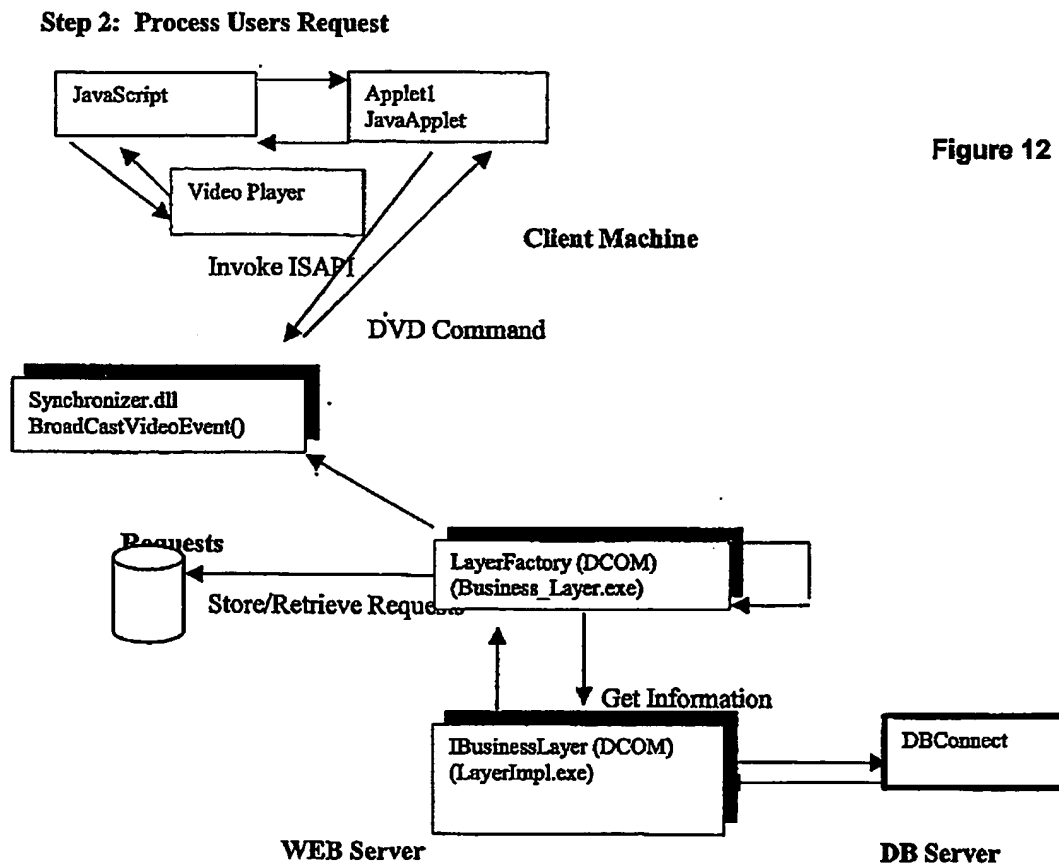 Step 2: Process Users Request
JavaScript
Applet1
JavaApplet
Figure 12
Video Player
Client Machine
Invoke ISAPI
DVD Command
Synchronizer.dll
BroadCastVideoEvent()
Requests
LayerFactory (DCOM)
(Business_Layer.exe)
Store/Retrieve Requests
Get Information
IBusinessLayer (DCOM)
(LayerImpl.exe)
DBConnect
WEB Server
DB Server